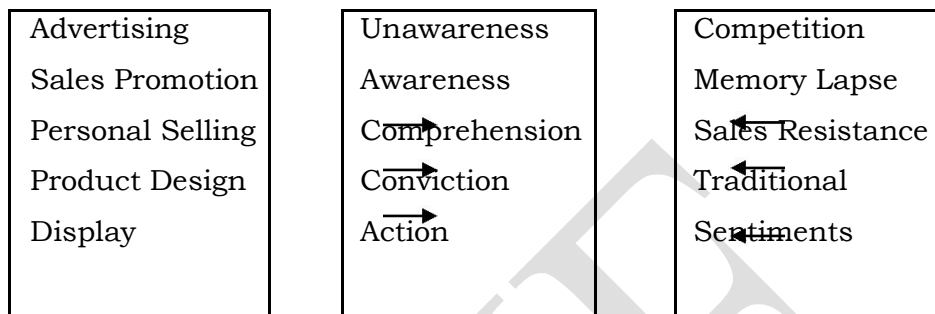 Advertising
Sales Promotion
Personal Selling
Product Design
Display
Unawareness
Awareness
Comprehension
Conviction
Action
Competition
Memory Lapse
Sales Resistance
Traditional
Sentiments